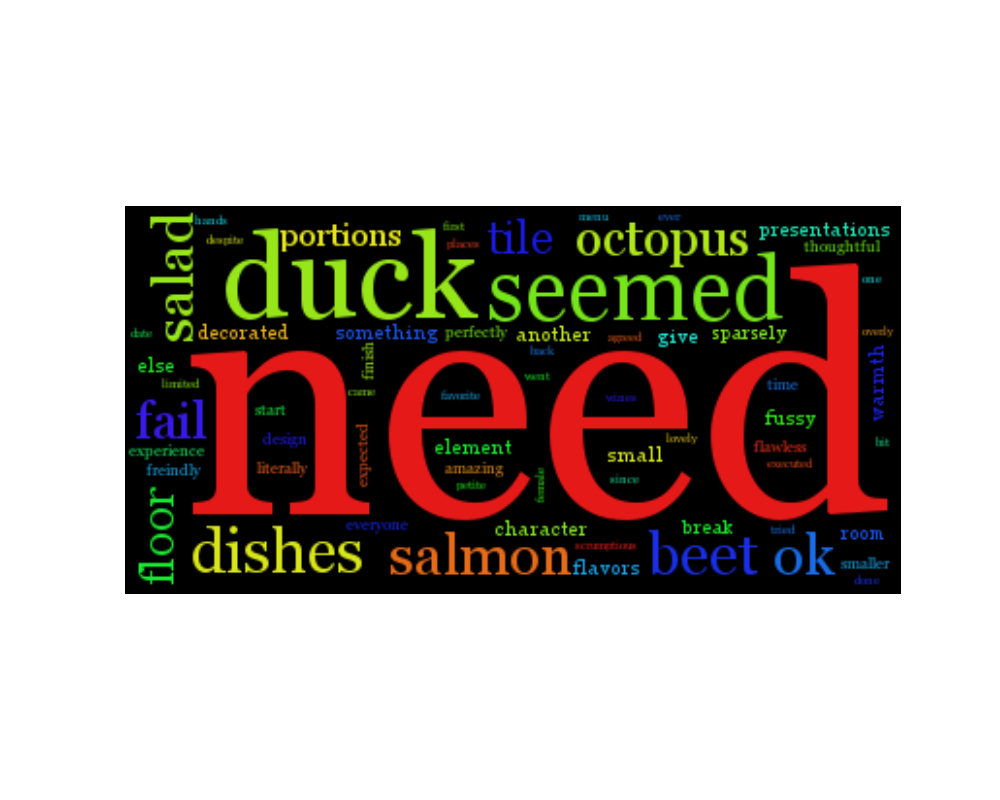 hands
despite
salad
portions
first
places
tile
menu
ever
octopus
presentations
thoughtful
duck
seemed
one
date
decorated
something
perfectly
another
agreed
give
sparsely
overly
else
limited
finish
came
back
went
need
time
warmth
fail
start
favorite
wines
fussy
experience
design
element
lovely
flawless
bit
freindly
literally
expected
amazing
petite
female
small
since
executed
floor
everyone
character
break
tried
room
dishes
salmon
scrumptious
flavors
beet
ok
smaller
done